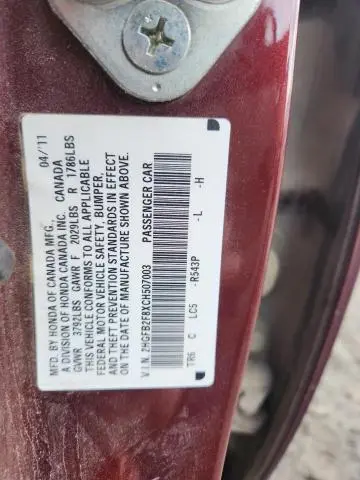 MFD. BY HONDA OF CANADA MFG., 04/'11
A DIVISION OF HONDA CANADA INC. CANADA
GVWR 3792LBS GAWR F 2029LBS R 1786LBS
THIS VEHICLE CONFORMS TO ALL APPLICABLE
FEDERAL MOTOR VEHICLE SAFETY, BUMPER,
AND THEFT PREVENTION STANDARDS IN EFFECT
ON THE DATE OF MANUFACTURE SHOWN ABOVE.
V.I.N. 2HGFB2F8XCH507003 PASSENGER CAR
TR6 C LC5 -R543P -L -H